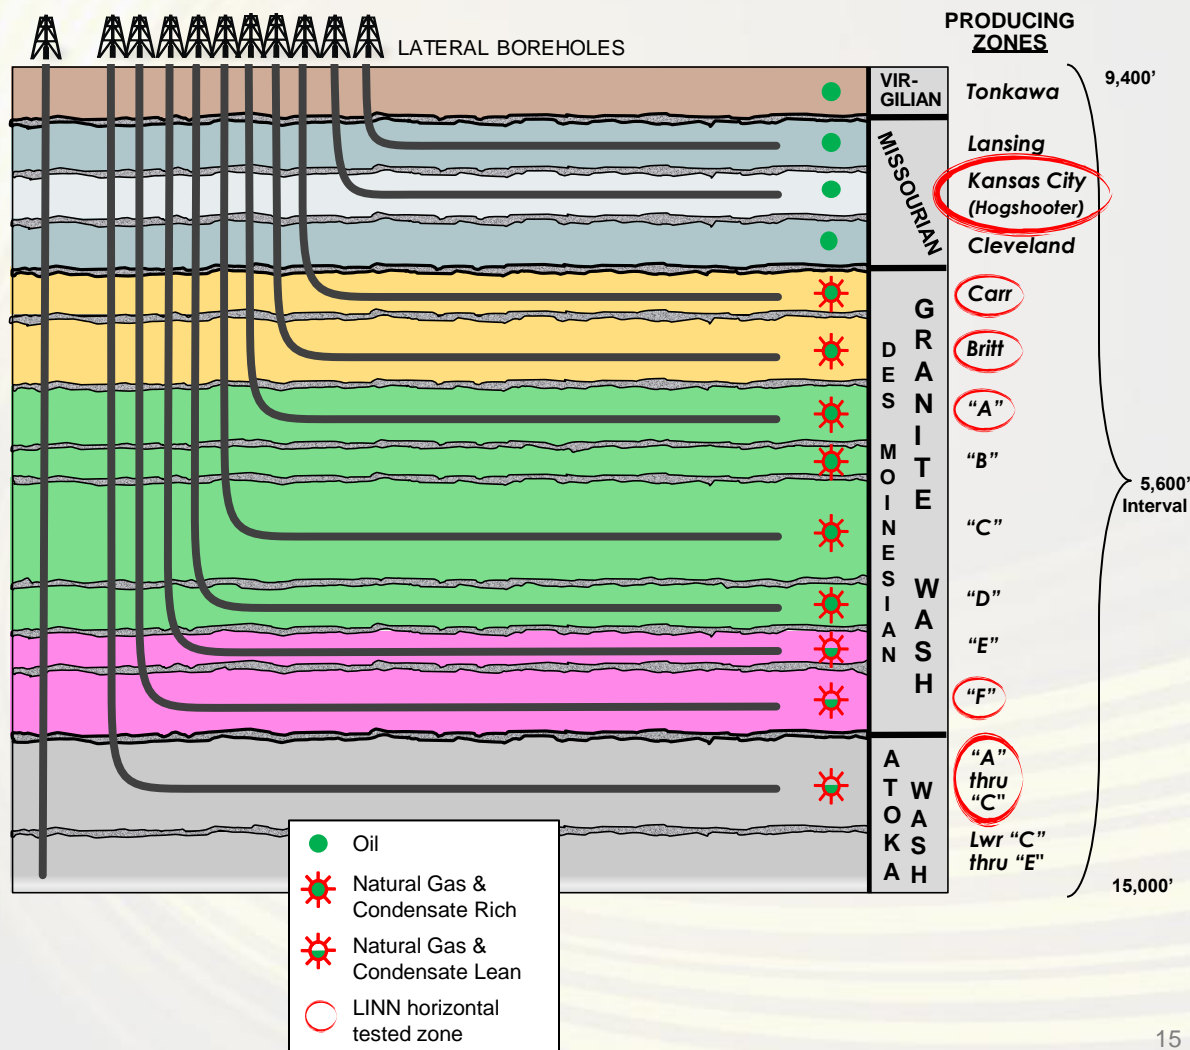 LATERAL BOREHOLES
PRODUCING
ZONES
VIR-
GILIAN
Tonkawa
9,400’
MISSOURIAN
Lansing
Kansas City
(Hogshooter)
Cleveland
DES MOINESIAN
GRANITE WASH
Carr
Britt
“A”
“B”
“C”
“D”
“E”
“F”
5,600’
Interval
ATOKA
WASH
“A”
thru
“C"
Lwr “C”
thru “E"
15,000’
Oil
Natural Gas &
Condensate Rich
Natural Gas &
Condensate Lean
LINN horizontal
tested zone
15